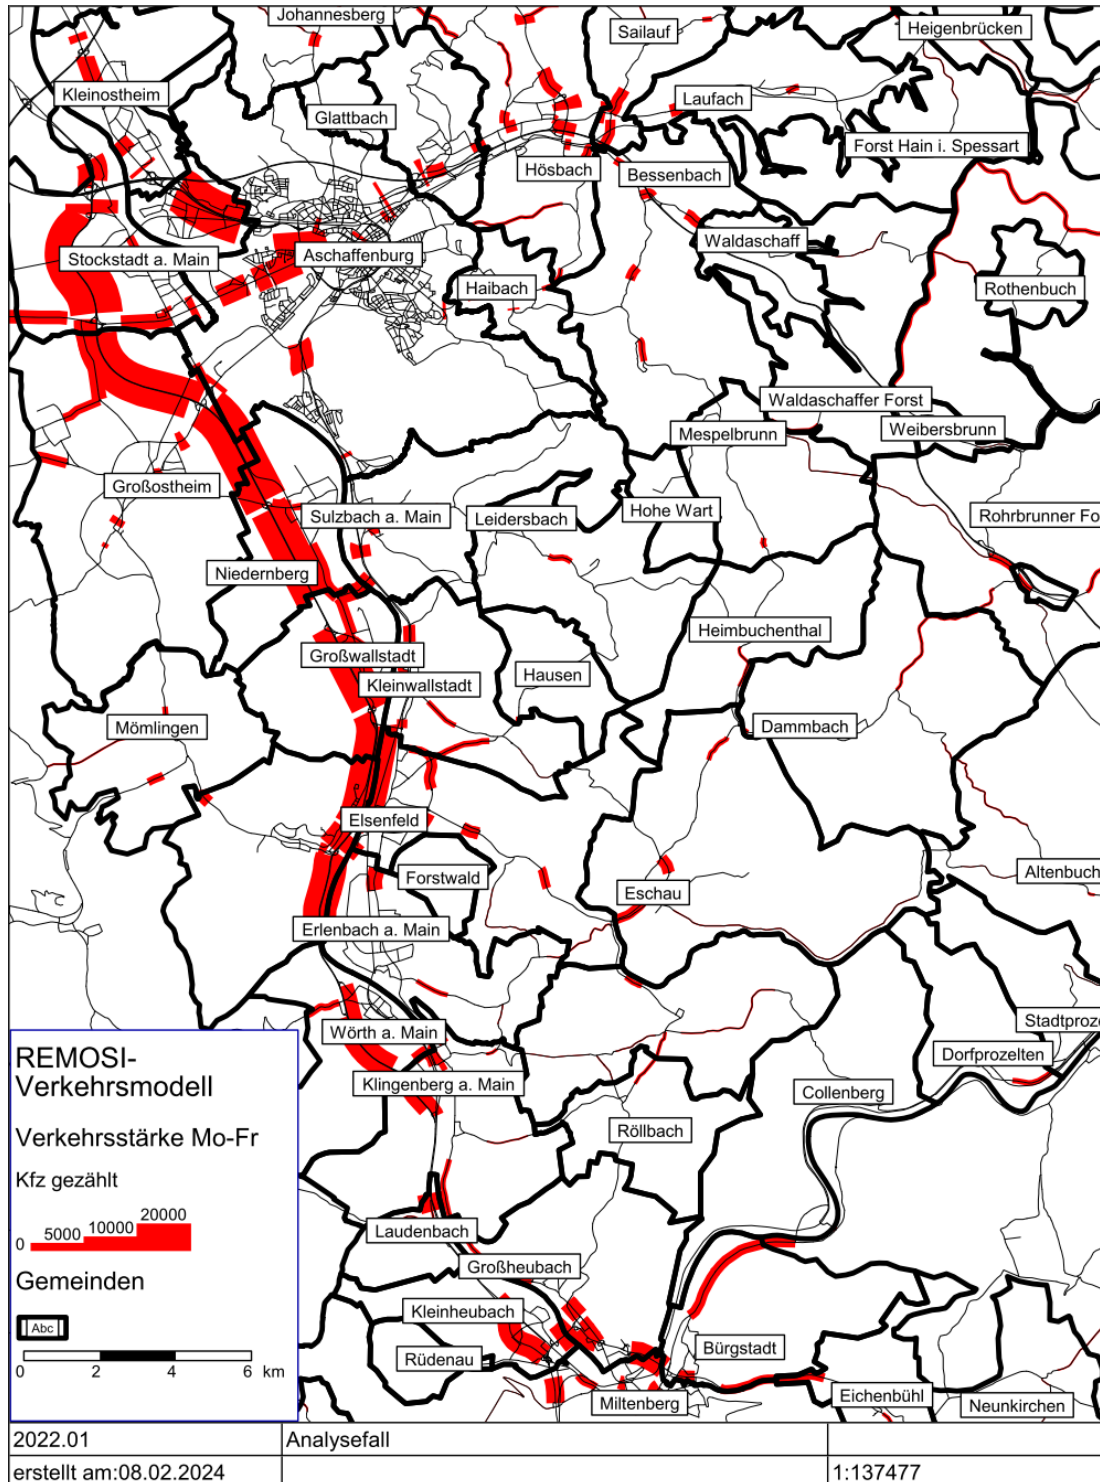 Johannesberg
Sailauf
Heigenbrücken
Kleinostheim
Laufach
Glattbach
Forst Hain i. Spessart
Hösbach
Bessenbach
Waldaschaff
Stockstadt a. Main
Aschaffenburg
Haibach
Rothenbuch
Waldaschaffer Forst
Mespelbrunn
Weibersbrunn
Großostheim
Sulzbach a. Main
Leidersbach
Hohe Wart
Rohrbrunner Fo
Niedernberg
Heimbuchenthal
Großwallstadt
Kleinwallstadt
Hausen
Mömlingen
Dammbach
Elsenfeld
Forstwald
Eschau
Altenbuch
Erlenbach a. Main
Wörth a. Main
Stadtproze
Dorfprozelten
Klingenberg a. Main
Collenberg
Röllbach
Laudenbach
Großheubach
Kleinheubach
Rüdenau
Bürgstadt
Miltenberg
Eichenbühl
Neunkirchen
REMOSI-
Verkehrsmodell
Verkehrsstärke Mo-Fr
Kfz gezählt
0 5000 10000 20000
Gemeinden
Abc
0 2 4 6 km
2022.01 Analysefall
erstellt am:08.02.2024 1:137477